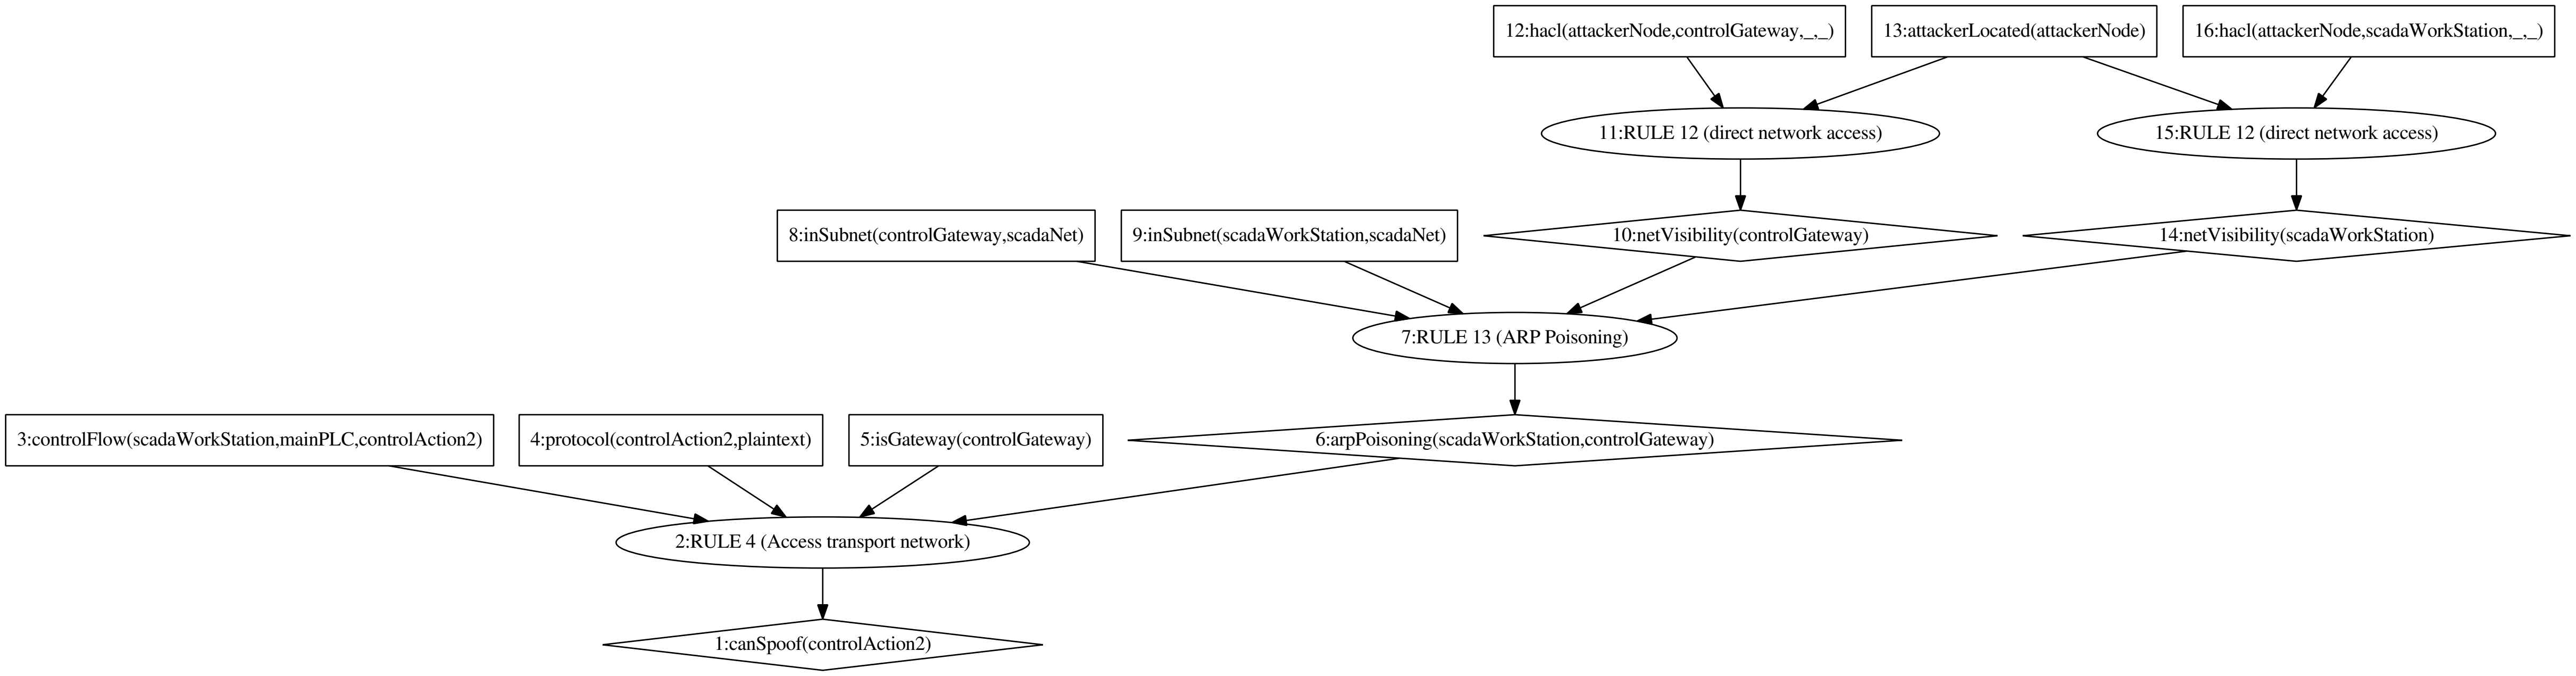 12:hacl(attackerNode,controlGateway,_,_)
13:attackerLocated(attackerNode)
16:hacl(attackerNode,scadaWorkStation,_,_)
11:RULE 12 (direct network access)
15:RULE 12 (direct network access)
8:inSubnet(controlGateway,scadaNet)
9:inSubnet(scadaWorkStation,scadaNet)
10:netVisibility(controlGateway)
14:netVisibility(scadaWorkStation)
7:RULE 13 (ARP Poisoning)
3:controlFlow(scadaWorkStation,mainPLC,controlAction2)
4:protocol(controlAction2,plaintext)
5:isGateway(controlGateway)
6:arpPoisoning(scadaWorkStation,controlGateway)
2:RULE 4 (Access transport network)
1:canSpoof(controlAction2)